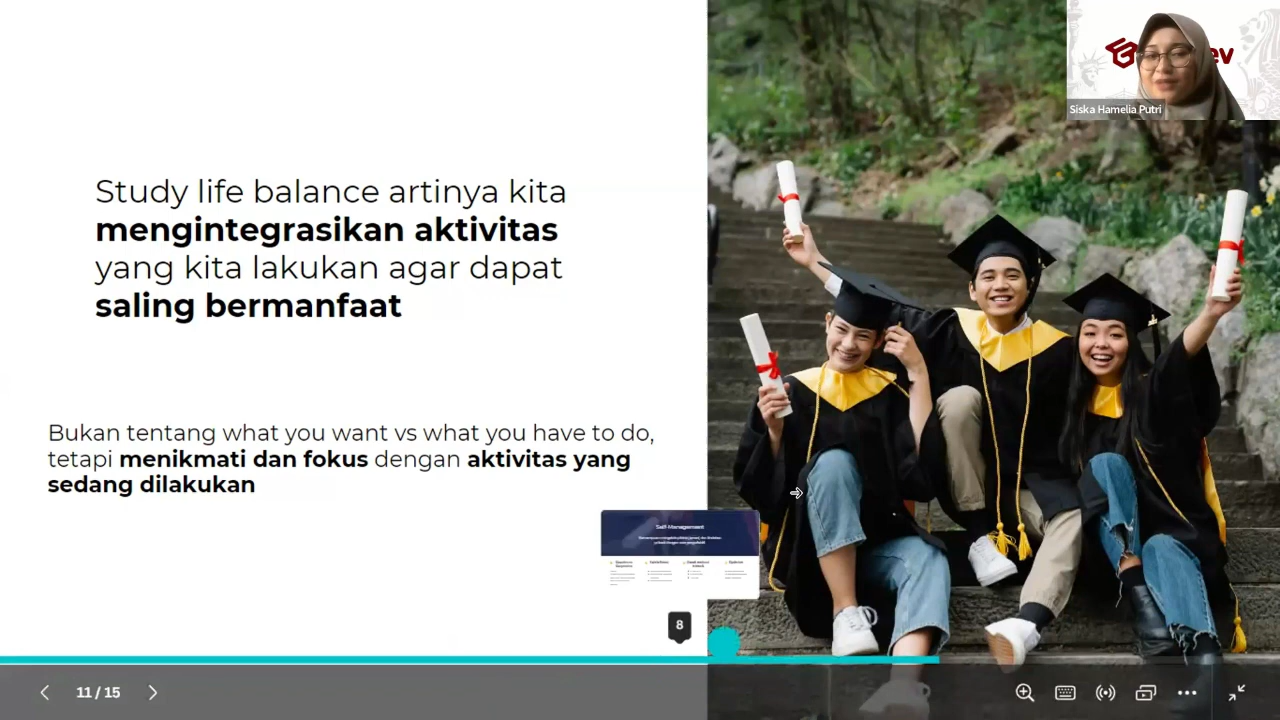 Study life balance artinya kita
mengintegrasikan aktivitas
yang kita lakukan agar dapat
saling bermanfaat
Bukan tentang what you want vs what you have to do,
tetapi menikmati dan fokus dengan aktivitas yang
sedang dilakukan
ev
Siska Hamelia Putri
Self-Management
8
11 / 15